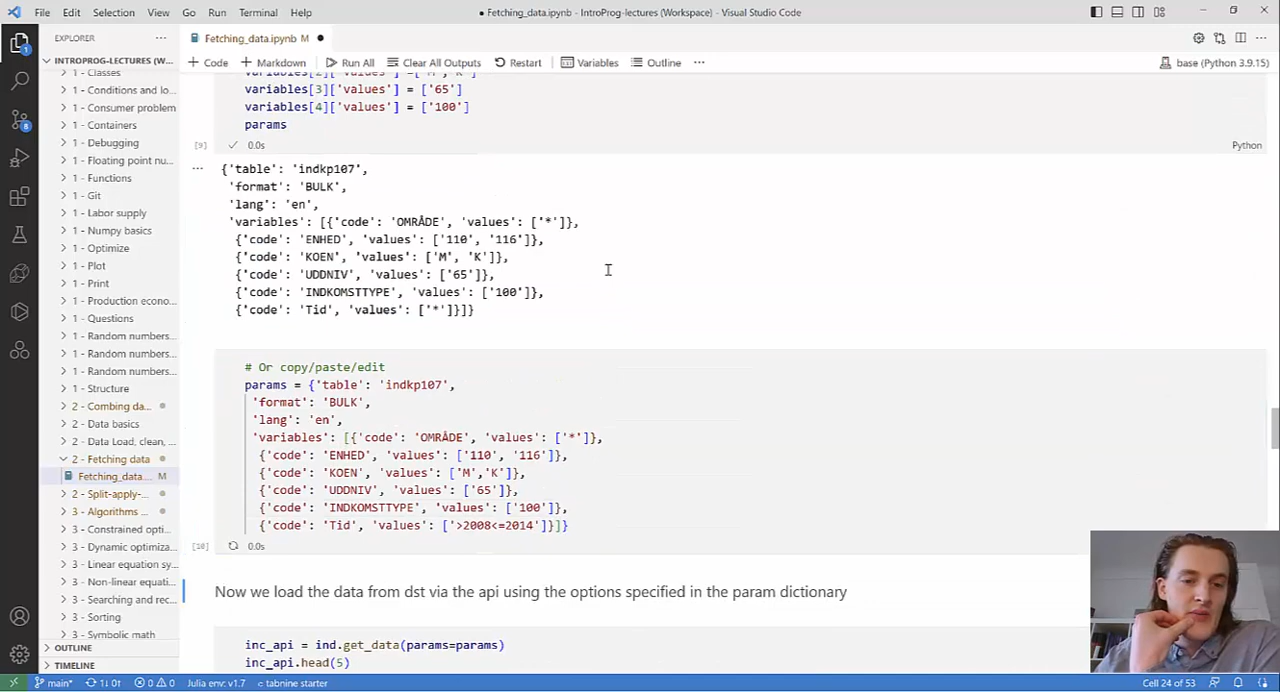 File Edit Selection View Go Run Terminal Help
● Fetching_data.ipynb - IntroProg-lectures (Workspace) - Visual Studio Code
EXPLORER
INTROPROG-LECTURES (W...
1 - Classes
1 - Conditions and lo...
1 - Consumer problem
1 - Containers
1 - Debugging
1 - Floating point nu...
1 - Functions
1 - Git
1 - Labor supply
1 - Numpy basics
1 - Optimize
1 - Plot
1 - Print
1 - Production econo...
1 - Questions
1 - Random numbers...
1 - Random numbers...
1 - Random numbers...
1 - Structure
2 - Combing da...
2 - Data basics
2 - Data Load, clean, ...
2 - Fetching data
Fetching_data.... M
2 - Split-apply-...
3 - Algorithms ...
3 - Constrained opti...
3 - Dynamic optimiza...
3 - Linear equation sy...
3 - Non-linear equati...
3 - Searching and rec...
3 - Sorting
3 - Symbolic math
OUTLINE
TIMELINE
Fetching_data.ipynb M ●
+ Code + Markdown Run All Clear All Outputs Restart Variables Outline ...
base (Python 3.9.15)
variables[2]['values'] =['M','K']
variables[3]['values'] = ['65']
variables[4]['values'] = ['100']
params
[9] 0.0s
Python
{'table': 'indkp107',
'format': 'BULK',
'lang': 'en',
'variables': [{'code': 'OMRÅDE', 'values': ['*']},
{'code': 'ENHED', 'values': ['110', '116']},
{'code': 'KOEN', 'values': ['M', 'K']},
{'code': 'UDDNIV', 'values': ['65']},
{'code': 'INDKOMSTTYPE', 'values': ['100']},
{'code': 'Tid', 'values': ['*']}]}
# Or copy/paste/edit
params = {'table': 'indkp107',
'format': 'BULK',
'lang': 'en',
'variables': [{'code': 'OMRÅDE', 'values': ['*']},
{'code': 'ENHED', 'values': ['110', '116']},
{'code': 'KOEN', 'values': ['M','K']},
{'code': 'UDDNIV', 'values': ['65']},
{'code': 'INDKOMSTTYPE', 'values': ['100']},
{'code': 'Tid', 'values': ['>2008<=2014']}]}
[10] 0.0s
Now we load the data from dst via the api using the options specified in the param dictionary
inc_api = ind.get_data(params=params)
inc_api.head(5)
main* 1↓ 0↑ 0 0 Julia env: v1.7 tabnine starter
Cell 24 of 53